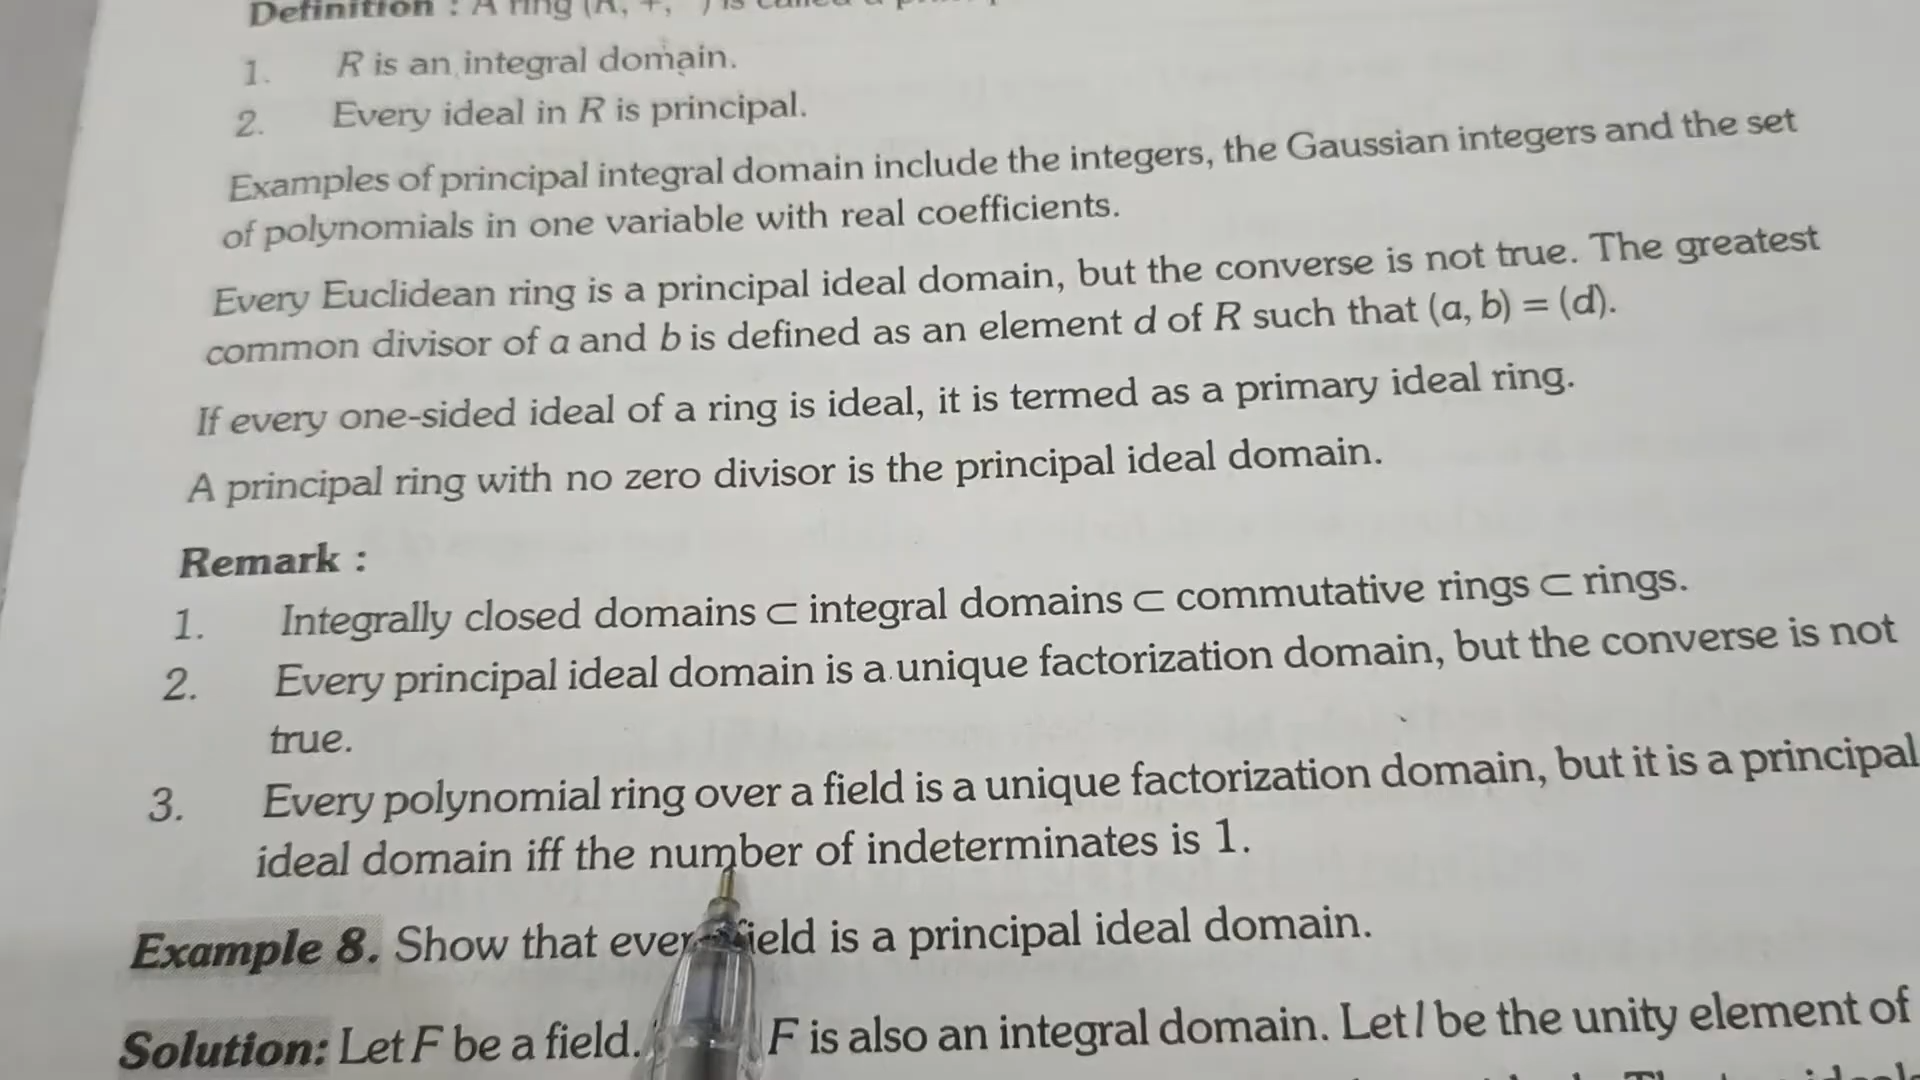 Definition : A ring (R, +,
1. R is an integral domain.
2. Every ideal in R is principal.
Examples of principal integral domain include the integers, the Gaussian integers and the set
of polynomials in one variable with real coefficients.
Every Euclidean ring is a principal ideal domain, but the converse is not true. The greatest
common divisor of a and b is defined as an element d of R such that (a, b) = (d).
If every one-sided ideal of a ring is ideal, it is termed as a primary ideal ring.
A principal ring with no zero divisor is the principal ideal domain.
Remark :
1. Integrally closed domains ⊂ integral domains ⊂ commutative rings ⊂ rings.
2. Every principal ideal domain is a unique factorization domain, but the converse is not
true.
3. Every polynomial ring over a field is a unique factorization domain, but it is a principal
ideal domain iff the number of indeterminates is 1.
Example 8. Show that every field is a principal ideal domain.
Solution: Let F be a field. F is also an integral domain. Let I be the unity element of